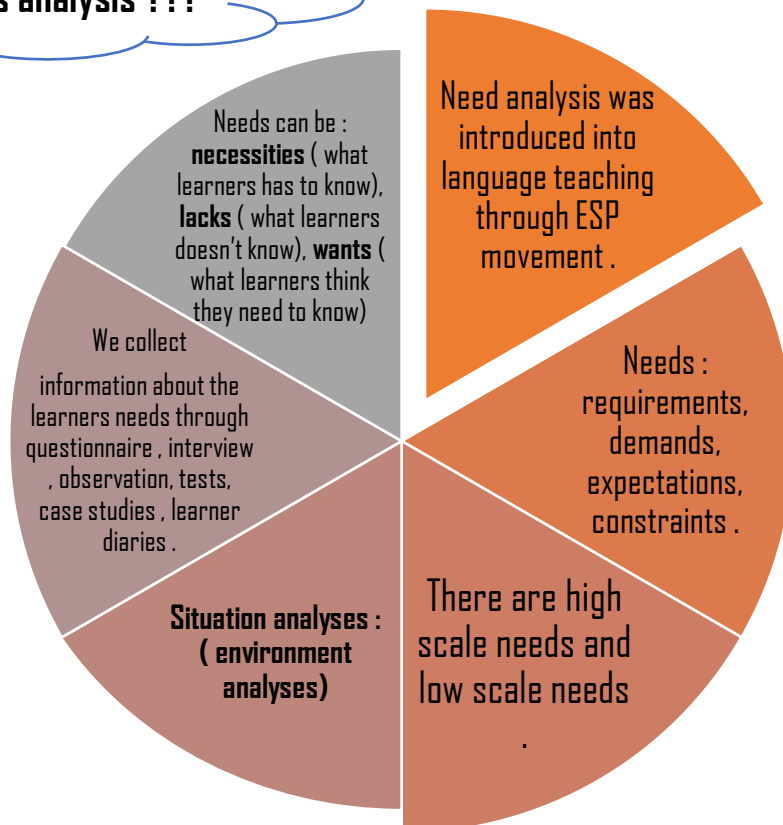 s analysis ???
Need analysis was
introduced into
language teaching
through ESP
movement .
Needs :
requirements,
demands,
expectations,
constraints .
There are high
scale needs and
low scale needs
.
Situation analyses :
( environment
analyses)
We collect
information about the
learners needs through
questionnaire , interview
, observation, tests,
case studies , learner
diaries .
Needs can be :
necessities ( what
learners has to know),
lacks ( what learners
doesn't know), wants (
what learners think
they need to know)